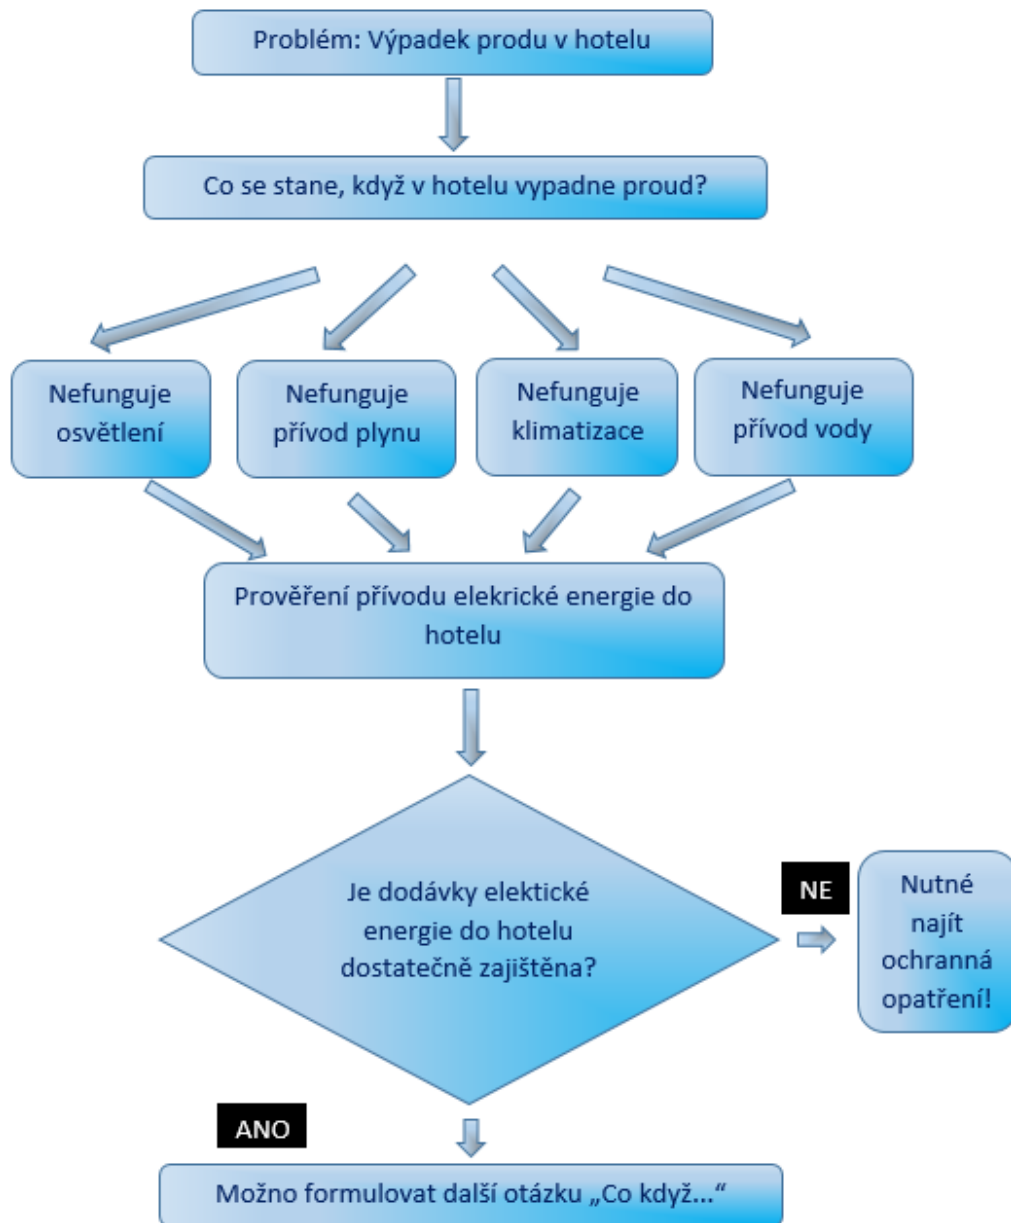 Problém: Výpadek produ v hotelu
Co se stane, když v hotelu vypadne proud?
Nefunguje
osvětlení
Nefunguje
přívod plynu
Nefunguje
klimatizace
Nefunguje
přívod vody
Prověření přívodu elekrické energie do
hotelu
Je dodávky elektické
energie do hotelu
dostatečně zajištěna?
NE
Nutné
najít
ochranná
opatření!
ANO
Možno formulovat další otázku „Co když...“